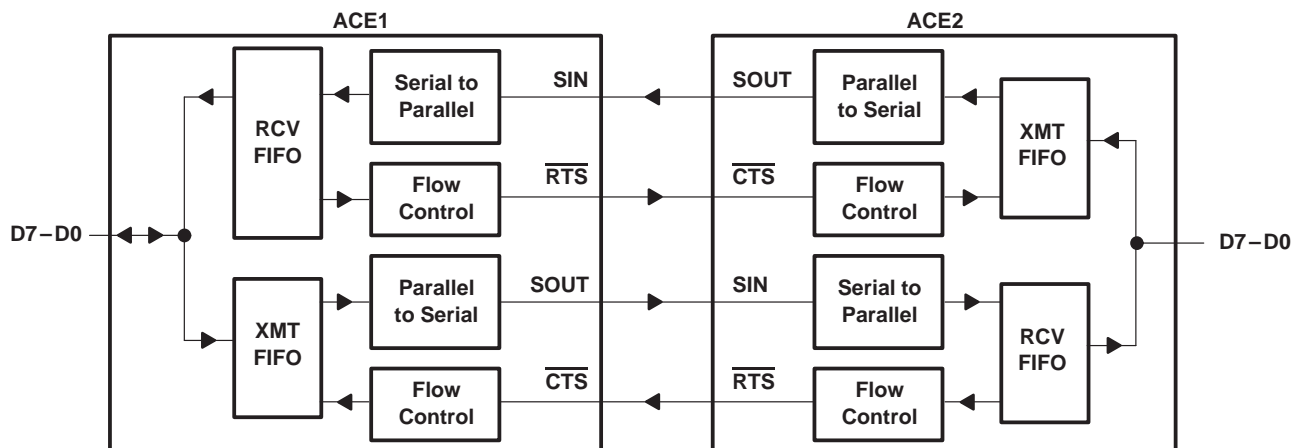 ACE1
ACE2
Serial to
Parallel
SIN
SOUT
Parallel
to Serial
RCV
FIFO
XMT
FIFO
Flow
Control
RTS
CTS
Flow
Control
D7–D0
D7–D0
Parallel
to Serial
SOUT
SIN
Serial to
Parallel
XMT
FIFO
RCV
FIFO
Flow
Control
CTS
RTS
Flow
Control